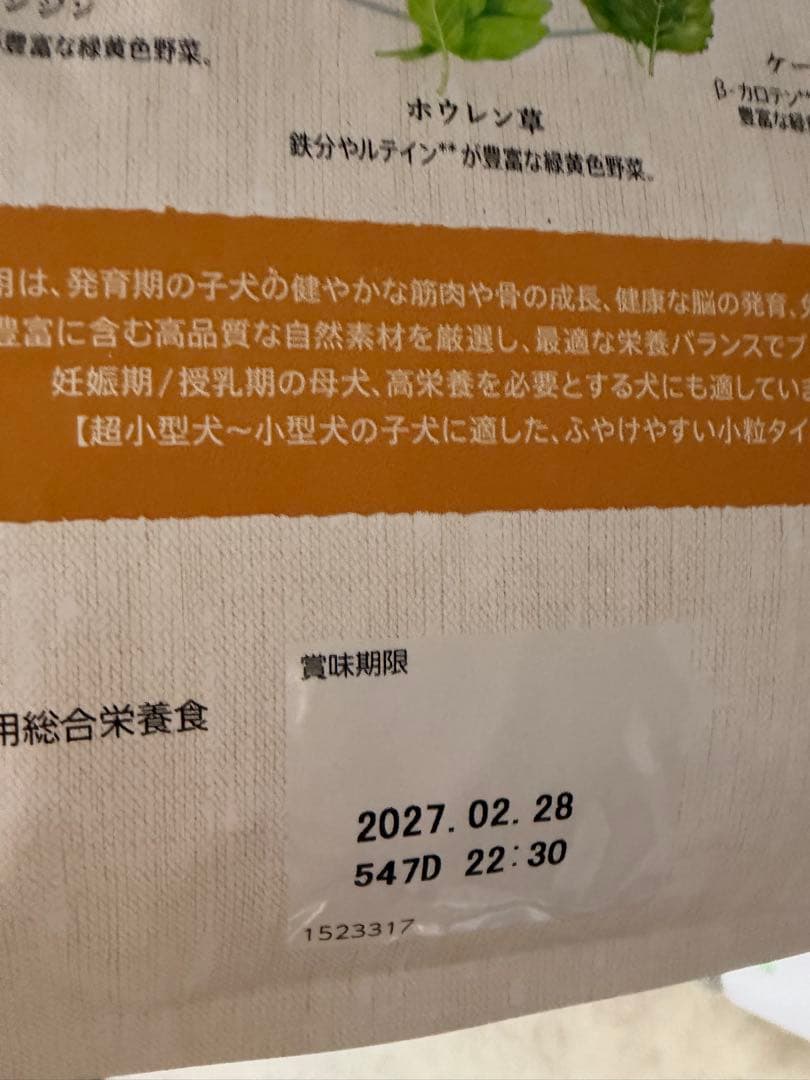 ンジン
豊富な緑黄色野菜。
ホウレン草
鉄分やルテイン**が豊富な緑黄色野菜。
ケー
β-カロテン**
豊富な緑
用は、発育期の子犬の健やかな筋肉や骨の成長、健康な脳の発育、
豊富に含む高品質な自然素材を厳選し、最適な栄養バランスでブ
妊娠期/授乳期の母犬、高栄養を必要とする犬にも適してい
【超小型犬～小型犬の子犬に適した、ふやけやすい小粒タイ
用総合栄養食
賞味期限
2027.02.28
547D 22:30
1523317